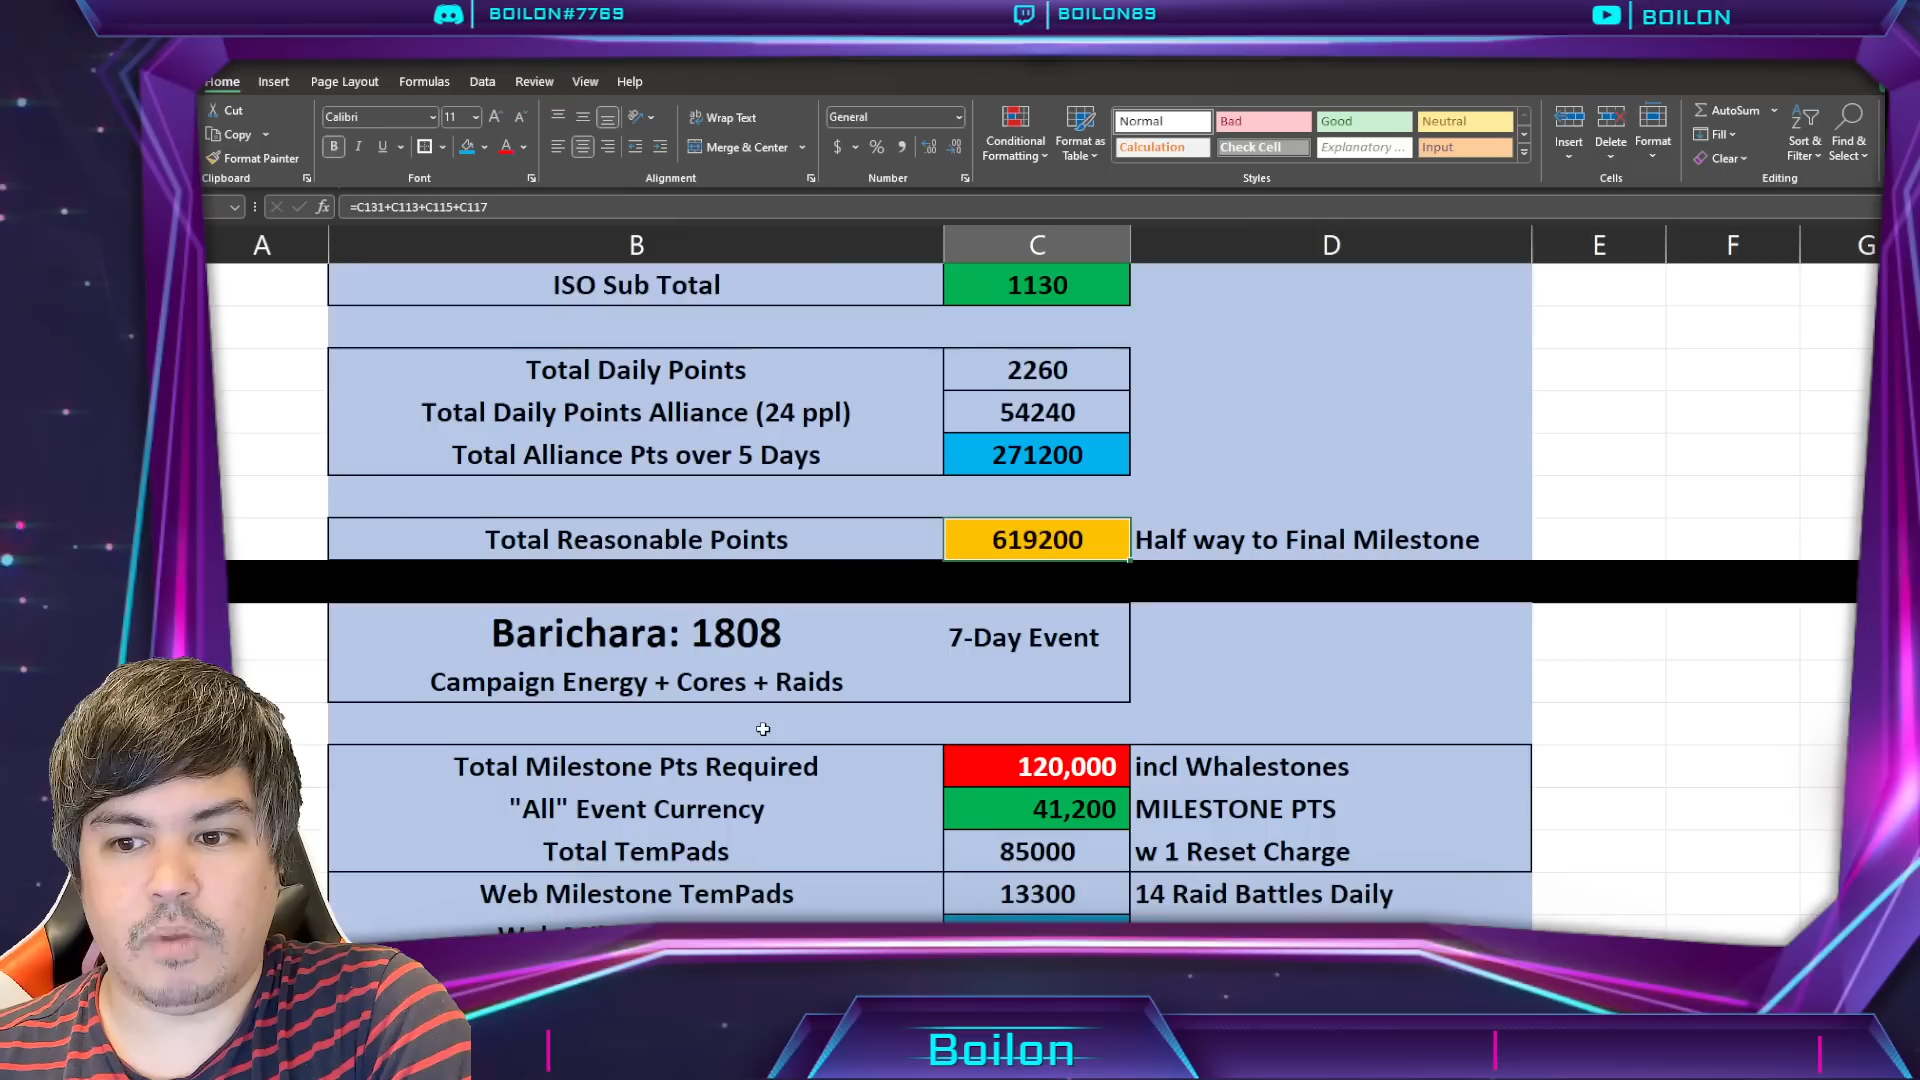 BOILON#7769
BOILON89
BOILON
Home Insert Page Layout Formulas Data Review View Help
Cut
Copy
Format Painter
Clipboard
Calibri 11
B I U
Font
Wrap Text
Merge & Center
Alignment
General
$ %
Number
Conditional Formatting
Format as Table
Normal Bad Good Neutral
Calculation Check Cell Explanatory ... Input
Styles
Insert Delete Format
Cells
AutoSum
Fill
Clear
Sort & Filter
Find & Select
Editing
fx =C131+C113+C115+C117
A B C D E F G
ISO Sub Total 1130
Total Daily Points 2260
Total Daily Points Alliance (24 ppl) 54240
Total Alliance Pts over 5 Days 271200
Total Reasonable Points 619200 Half way to Final Milestone
Barichara: 1808 7-Day Event
Campaign Energy + Cores + Raids
Total Milestone Pts Required 120,000 incl Whalestones
"All" Event Currency 41,200 MILESTONE PTS
Total TemPads 85000 w 1 Reset Charge
Web Milestone TemPads 13300 14 Raid Battles Daily
Boilon